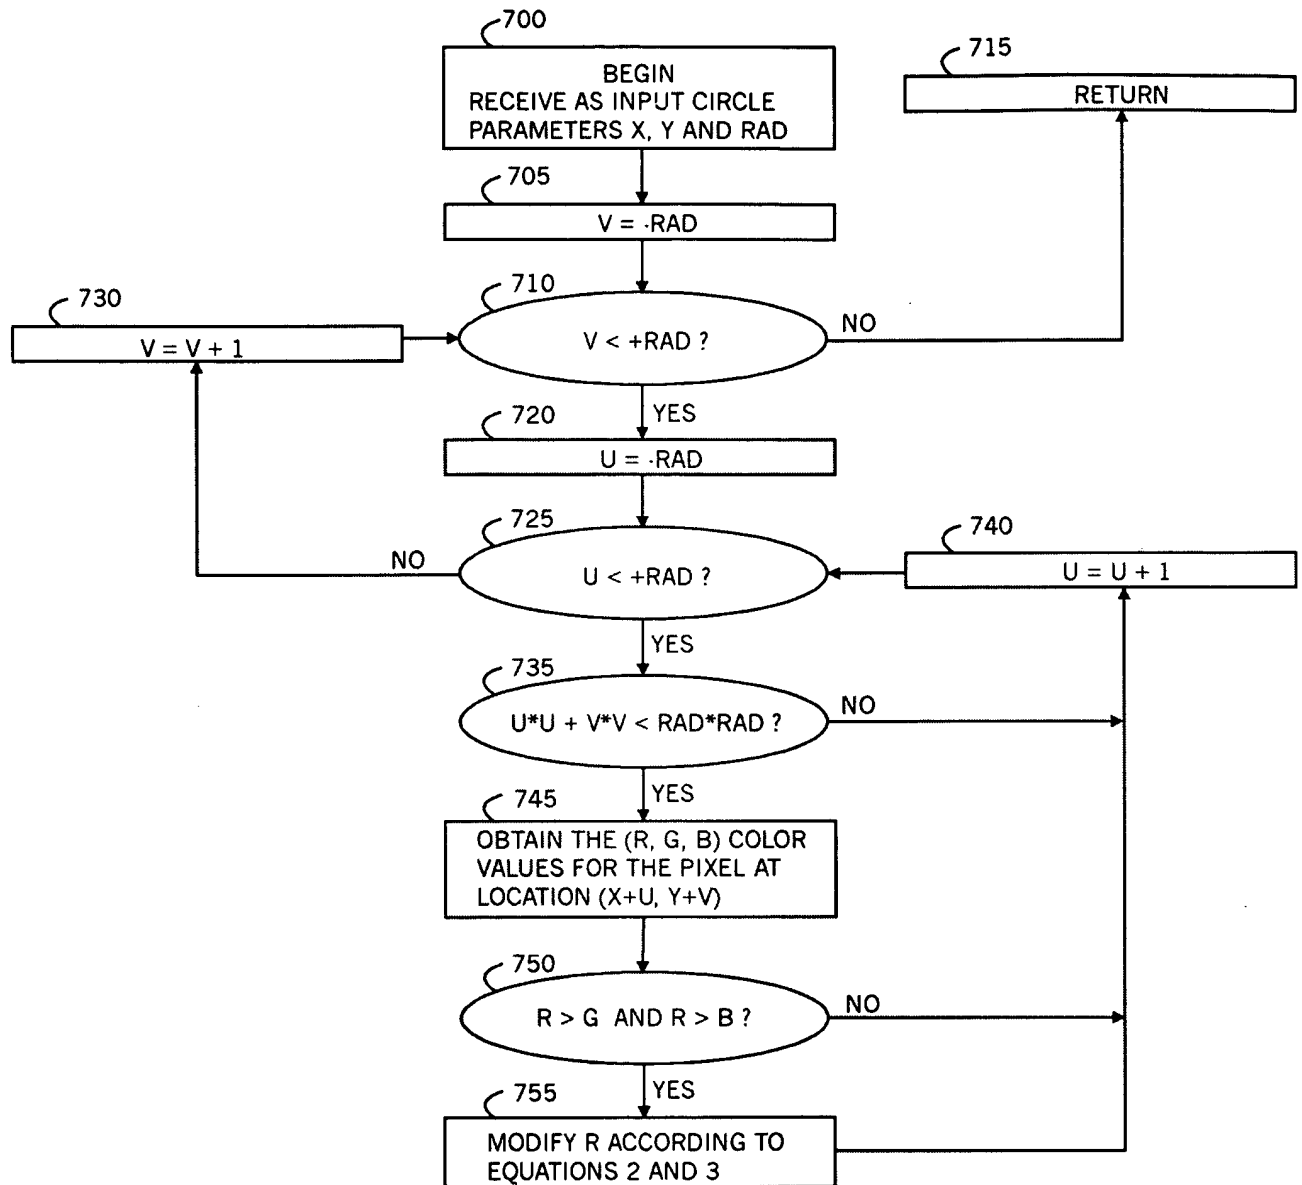 700
BEGIN
RECEIVE AS INPUT CIRCLE
PARAMETERS X, Y AND RAD
715
RETURN
705
V = -RAD
710
V < +RAD ?
NO
730
V = V + 1
YES
720
U = -RAD
725
U < +RAD ?
NO
740
U = U + 1
YES
735
U*U + V*V < RAD*RAD ?
NO
YES
745
OBTAIN THE (R, G, B) COLOR
VALUES FOR THE PIXEL AT
LOCATION (X+U, Y+V)
750
R > G AND R > B ?
NO
YES
755
MODIFY R ACCORDING TO
EQUATIONS 2 AND 3